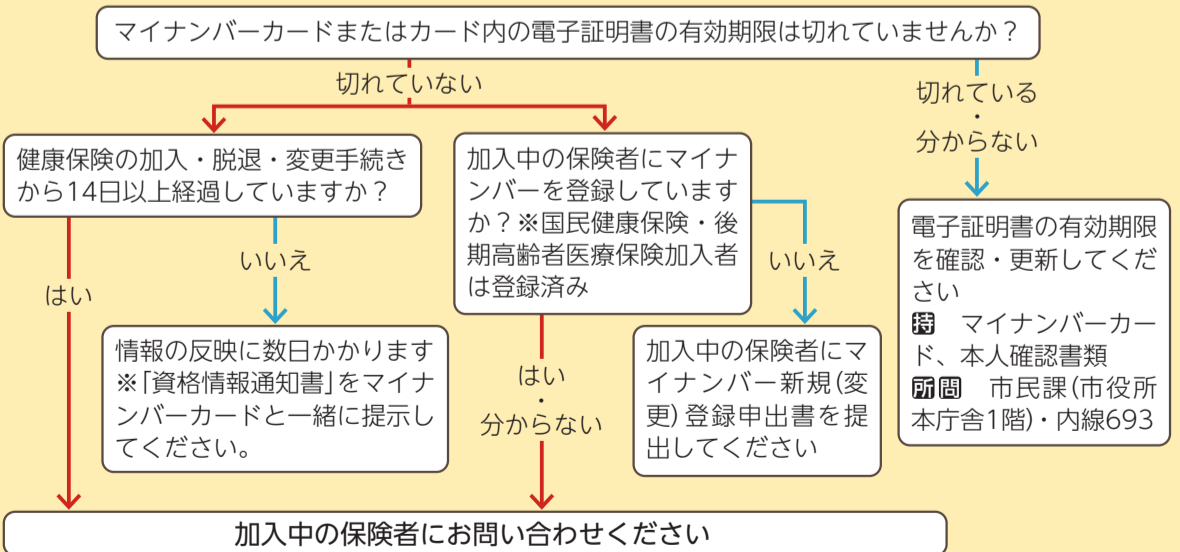 マイナンバーカードまたはカード内の電子証明書の有効期限は切れていませんか？
切れていない
切れている
・
分からない
健康保険の加入・脱退・変更手続き
から14日以上経過していますか？
はい
いいえ
情報の反映に数日かかります
※「資格情報通知書」をマイナ
ンバーカードと一緒に提示し
てください。
加入中の保険者にマイナ
ンバーを登録しています
か？※国民健康保険・後
期高齢者医療保険加入者
は登録済み
はい
・
分からない
いいえ
加入中の保険者にマ
イナンバー新規(変
更)登録申出書を提
出してください
電子証明書の有効期限
を確認・更新してくだ
さい
持　マイナンバーカー
ド、本人確認書類
所問　市民課(市役所
本庁舎1階)・内線693
加入中の保険者にお問い合わせください